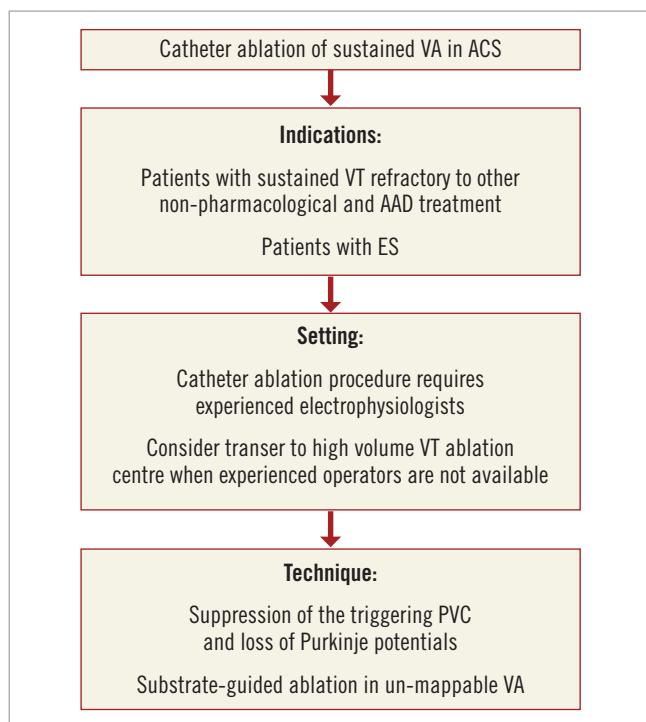 Catheter ablation of sustained VA in ACS
Indications:
Patients with sustained VT refractory to other
non-pharmacological and AAD treatment
Patients with ES
Setting:
Catheter ablation procedure requires
experienced electrophysiologists
Consider transer to high volume VT ablation
centre when experienced operators are not available
Technique:
Suppression of the triggering PVC
and loss of Purkinje potentials
Substrate-guided ablation in un-mappable VA